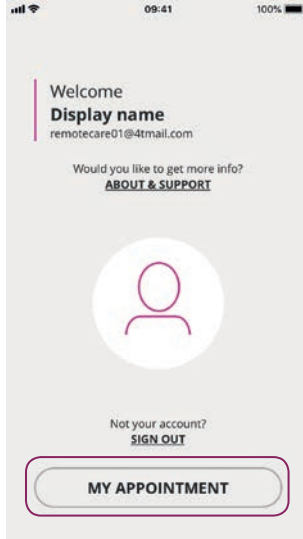 09:41
100%
Welcome
Display name
remotecare01@4tmail.com
Would you like to get more info?
ABOUT & SUPPORT
Not your account?
SIGN OUT
MY APPOINTMENT